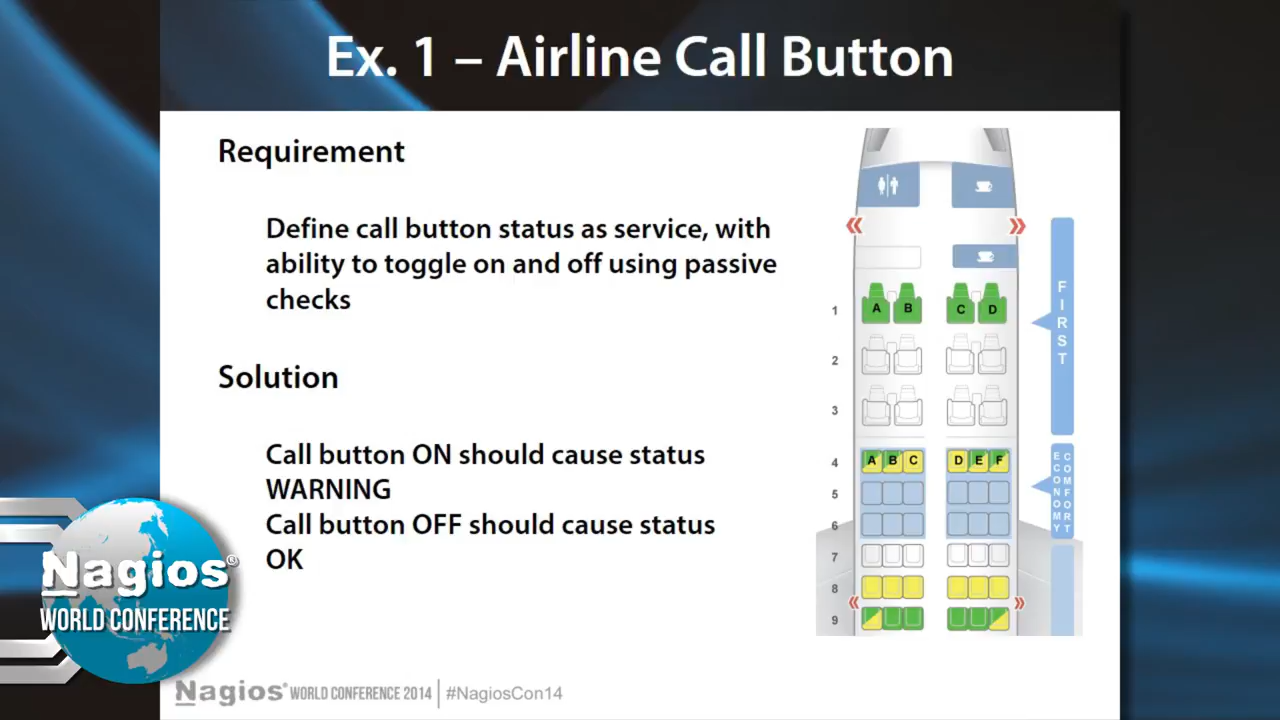 Ex. 1 – Airline Call Button
Requirement
Define call button status as service, with
ability to toggle on and off using passive
checks
Solution
Call button ON should cause status
WARNING
Call button OFF should cause status
OK
1
A B C D
2
3
4
A B C D E F
5
6
7
8
9
FIRST
ECONOMY
COMFORT
Nagios®
WORLD CONFERENCE
Nagios® WORLD CONFERENCE 2014 | #NagiosCon14